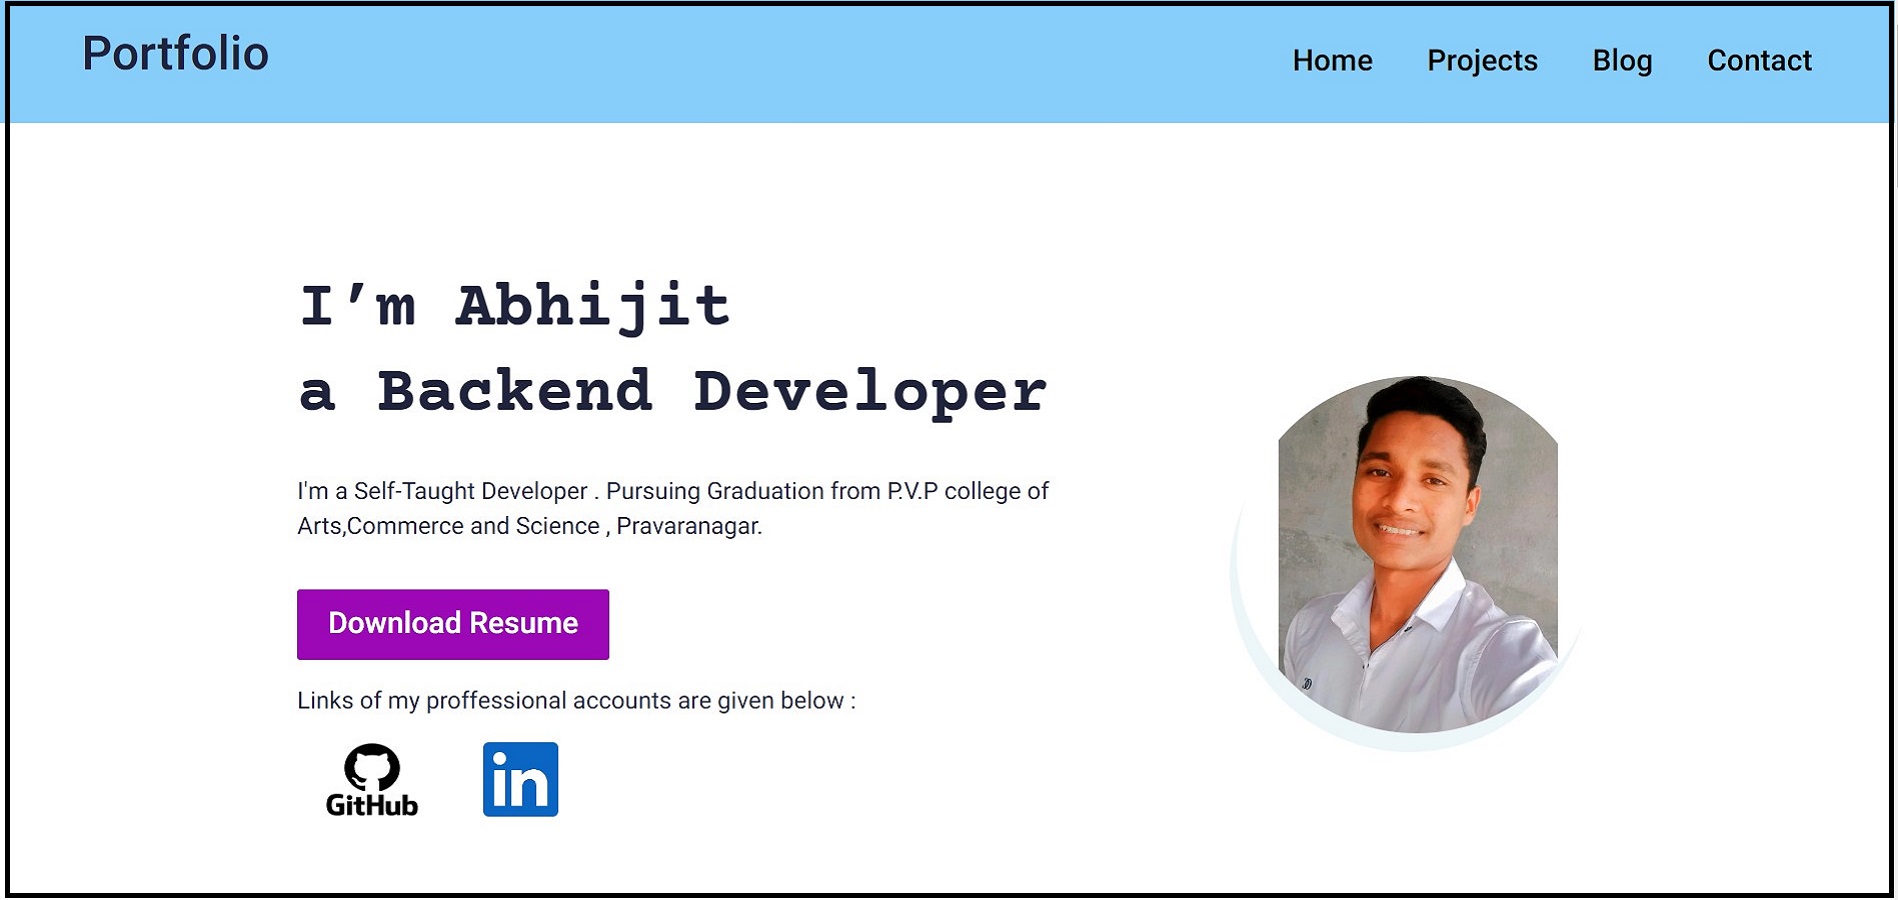 Portfolio
Home Projects Blog Contact
I’m Abhijit
a Backend Developer
I'm a Self-Taught Developer . Pursuing Graduation from P.V.P college of
Arts,Commerce and Science , Pravaranagar.
Download Resume
Links of my proffessional accounts are given below :
GitHub
in